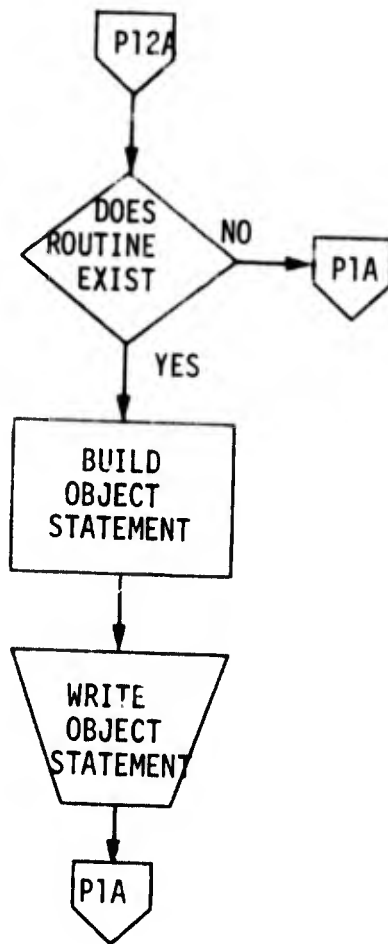 P12A
DOES
ROUTINE
EXIST
NO
P1A
YES
BUILD
OBJECT
STATEMENT
WRITE
OBJECT
STATEMENT
P1A